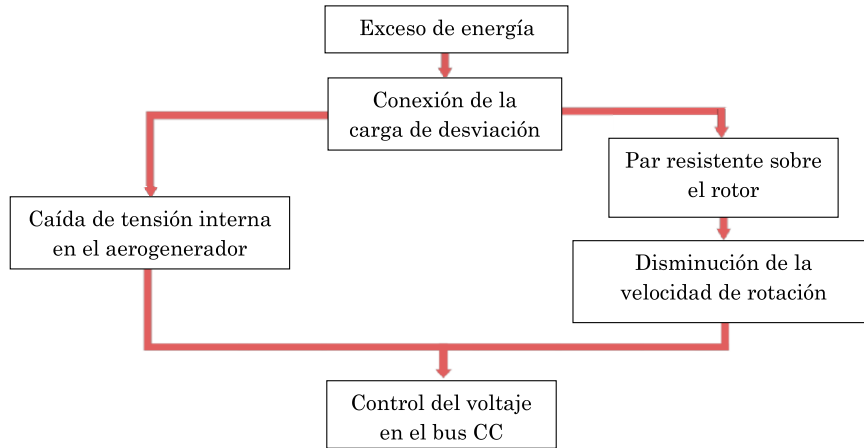 Exceso de energía
Conexión de la
carga de desviación
Par resistente sobre
el rotor
Caída de tensión interna
en el aerogenerador
Disminución de la
velocidad de rotación
Control del voltaje
en el bus CC